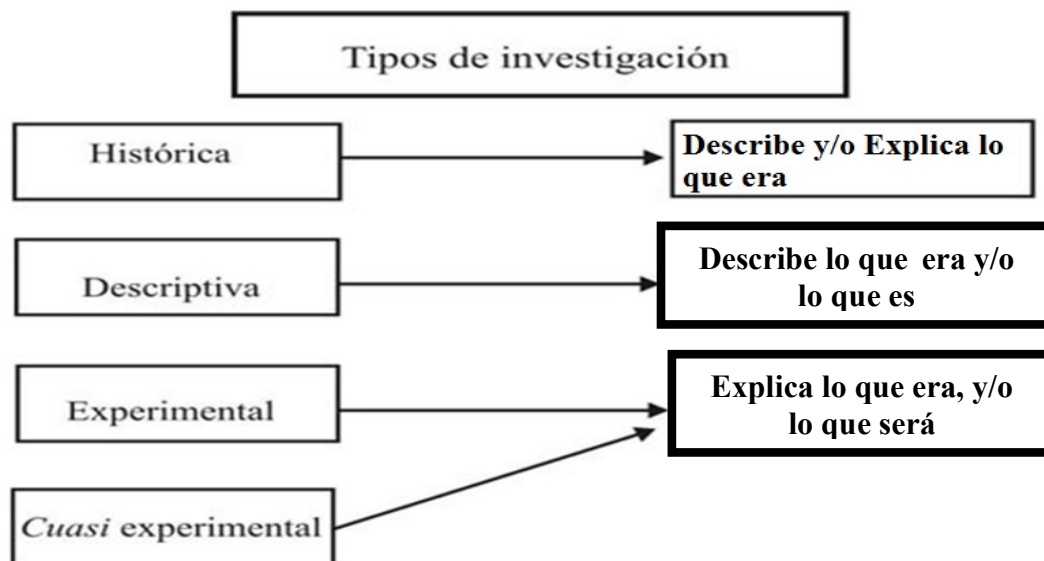 Tipos de investigación
Histórica
Describe y/o Explica lo
que era
Descriptiva
Describe lo que era y/o
lo que es
Experimental
Explica lo que era, y/o
lo que será
Cuasi experimental